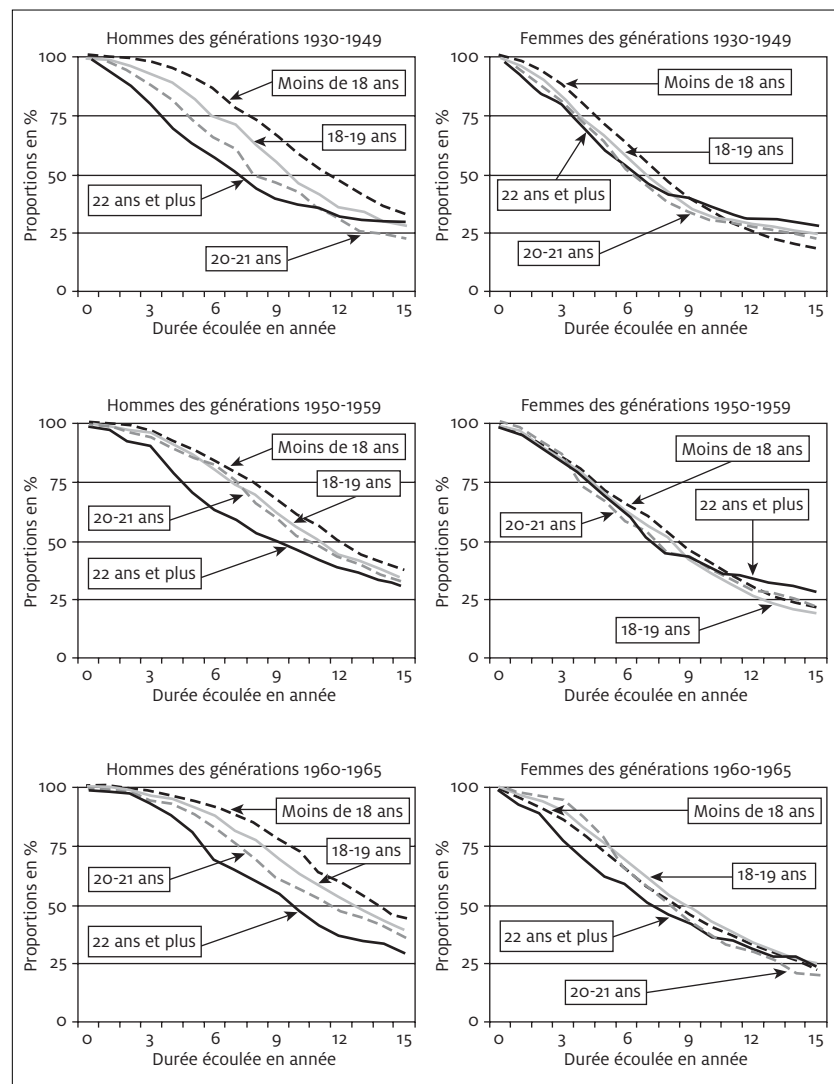 Hommes des générations 1930-1949
Proportions en %
100
75
50
25
0
Moins de 18 ans
18-19 ans
22 ans et plus
20-21 ans
0 3 6 9 12 15
Durée écoulée en année
Femmes des générations 1930-1949
Proportions en %
100
75
50
25
0
Moins de 18 ans
18-19 ans
22 ans et plus
20-21 ans
0 3 6 9 12 15
Durée écoulée en année
Hommes des générations 1950-1959
Proportions en %
100
75
50
25
0
Moins de 18 ans
18-19 ans
20-21 ans
22 ans et plus
0 3 6 9 12 15
Durée écoulée en année
Femmes des générations 1950-1959
Proportions en %
100
75
50
25
0
Moins de 18 ans
22 ans et plus
20-21 ans
18-19 ans
0 3 6 9 12 15
Durée écoulée en année
Hommes des générations 1960-1965
Proportions en %
100
75
50
25
0
Moins de 18 ans
18-19 ans
20-21 ans
22 ans et plus
0 3 6 9 12 15
Durée écoulée en année
Femmes des générations 1960-1965
Proportions en %
100
75
50
25
0
Moins de 18 ans
18-19 ans
22 ans et plus
20-21 ans
0 3 6 9 12 15
Durée écoulée en année